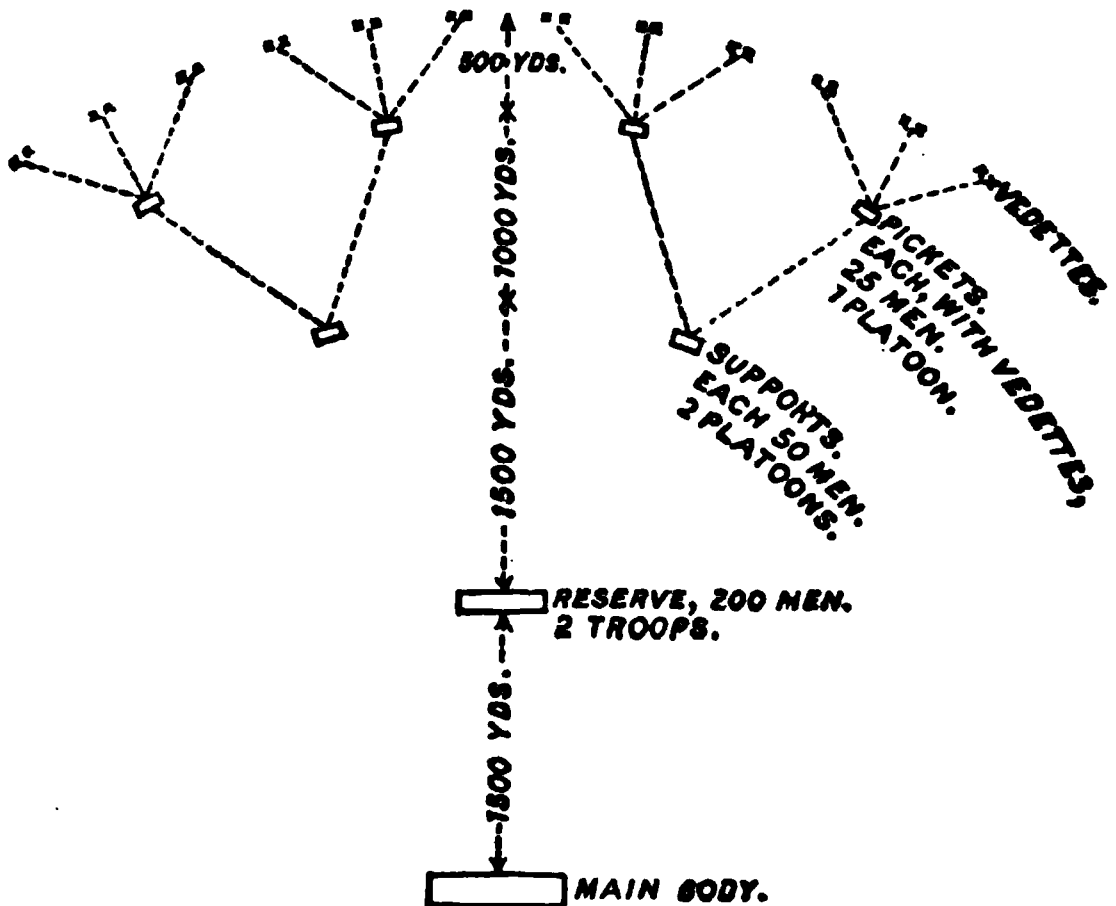 500 YDS.
1000 YDS.
VEDETTES.
PICKETS.
EACH, WITH VEDETTES,
25 MEN.
1 PLATOON.
SUPPORTS.
EACH 50 MEN.
2 PLATOONS.
1500 YDS.
RESERVE, 200 MEN.
2 TROOPS.
YDS.
MAIN BODY.